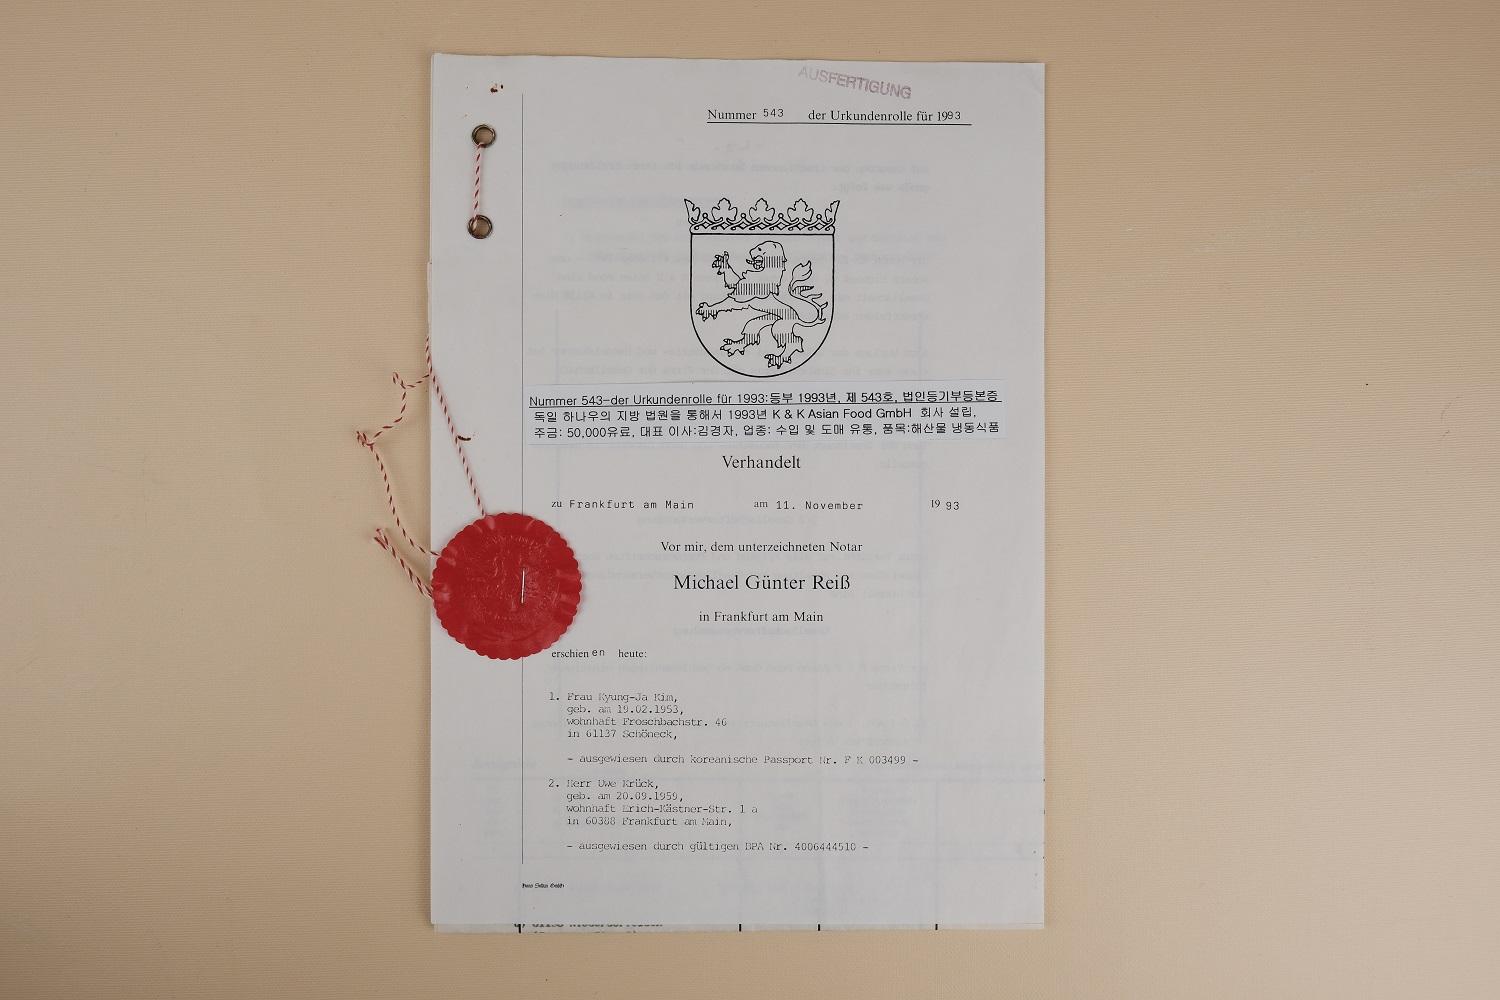 AUSFERTIGUNG
Nummer 543 der Urkundenrolle für 1993
Nummer 543-der Urkundenrolle für 1993:등부 1993년, 제 543호, 법인등기부등본증
독일 하나우의 지방 법원을 통해서 1993년 K & K Asian Food GmbH 회사 설립,
주금: 50,000유료, 대표 이사:김경자, 업종: 수입 및 도매 유통, 품목:해산물 냉동식품
Verhandelt
zu Frankfurt am Main am 11. November 1993
Vor mir, dem unterzeichneten Notar
Michael Günter Reiß
in Frankfurt am Main
erschienen heute:
1. Frau Kyung-Ja Kim,
geb. am 19.02.1953,
wohnhaft Froschbachstr. 46
in 61137 Schöneck,
- ausgewiesen durch koreanische Passport Nr. F K 003499 -
2. Herr Uwe Krück,
geb. am 20.09.1959,
wohnhaft Erich-Kästner-Str. 1 a
in 60388 Frankfurt am Main,
- ausgewiesen durch gültigen BPA Nr. 4006444510 -